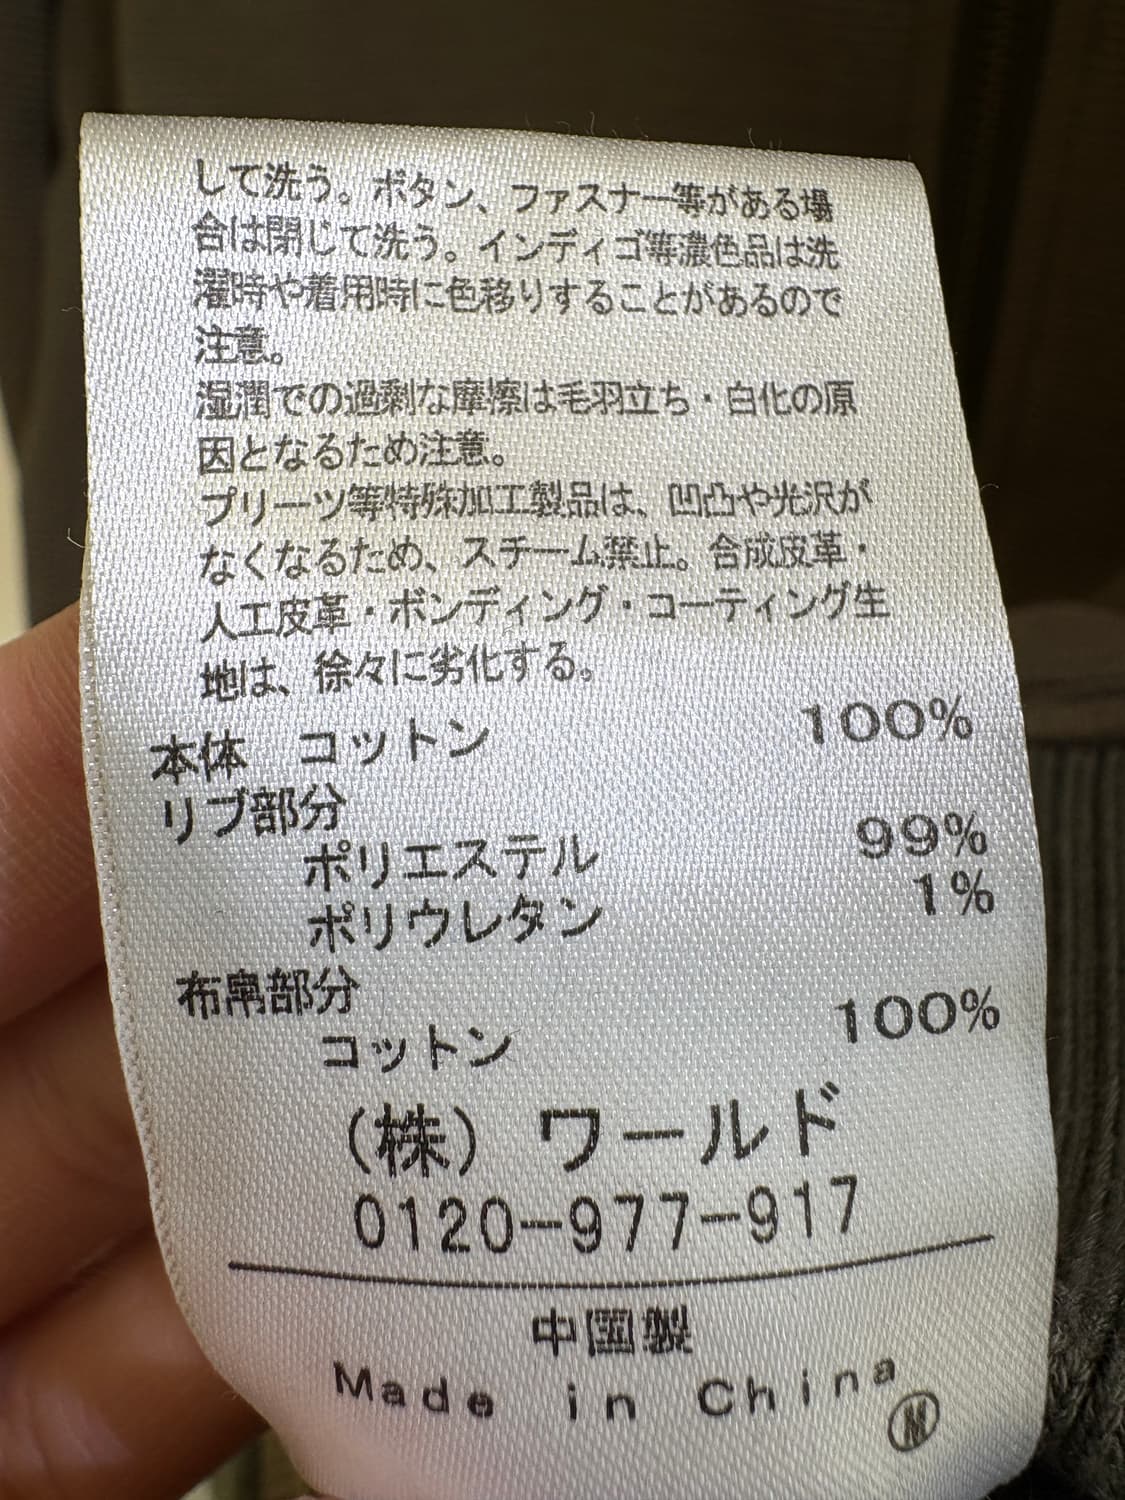 して洗う。ボタン、ファスナー等がある場
合は閉じて洗う。インディゴ等濃色品は洗
濯時や着用時に色移りすることがあるので
注意。
湿潤での過剰な摩擦は毛羽立ち・白化の原
因となるため注意。
プリーツ等特殊加工製品は、凹凸や光沢が
なくなるため、スチーム禁止。合成皮革・
人工皮革・ボンディング・コーティング生
地は、徐々に劣化する。
本体 コットン 100%
リブ部分
ポリエステル 99%
ポリウレタン 1%
布帛部分
コットン 100%
(株) ワールド
0120-977-917
中国製
Made in China
Ⓜ